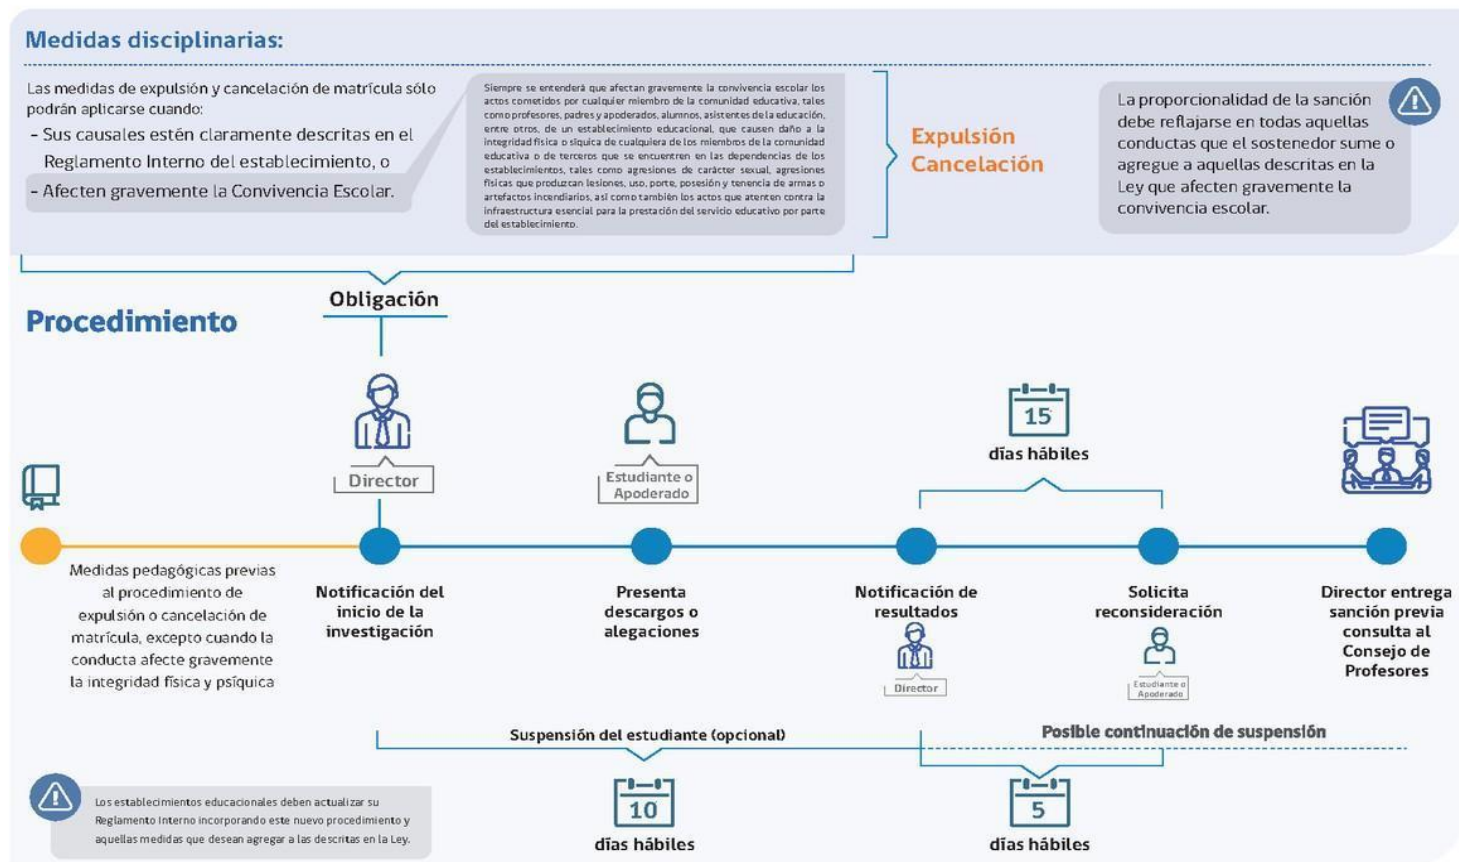 Medidas disciplinarias:
Las medidas de expulsión y cancelación de matrícula sólo
podrán aplicarse cuando:
- Sus causales estén claramente descritas en el
Reglamento Interno del establecimiento, o
- Afecten gravemente la Convivencia Escolar.
Siempre se entenderá que afectan gravemente la convivencia escolar los
actos cometidos por cualquier miembro de la comunidad educativa, tales
como profesores, padres y apoderados, alumnos, asistentes de la educación,
entre otros, de un establecimiento educacional, que causen daño a la
integridad física o síquica de cualquiera de los miembros de la comunidad
educativa o de terceros que se encuentren en las dependencias de los
establecimientos, tales como agresiones de carácter sexual, agresiones
físicas que produzcan lesiones, uso, porte, posesión y tenencia de armas o
artefactos incendiarios, así como también los actos que atenten contra la
infraestructura esencial para la prestación del servicio educativo por parte
del establecimiento.
Expulsión
Cancelación
La proporcionalidad de la sanción
debe reflajarse en todas aquellas
conductas que el sostenedor sume o
agregue a aquellas descritas en la
Ley que afecten gravemente la
convivencia escolar.
Obligación
Procedimiento
Director
Estudiante o
Apoderado
15
días hábiles
Medidas pedagógicas previas
al procedimiento de
expulsión o cancelación de
matrícula, excepto cuando la
conducta afecte gravemente
la integridad física y psíquica
Notificación del
inicio de la
investigación
Presenta
descargos o
alegaciones
Notificación de
resultados
Director
Solicita
reconsideración
Estudiante o
Apoderado
Director entrega
sanción previa
consulta al
Consejo de
Profesores
Suspensión del estudiante (opcional)
Posible continuación de suspensión
10
días hábiles
5
días hábiles
Los establecimientos educacionales deben actualizar su
Reglamento Interno incorporando este nuevo procedimiento y
aquellas medidas que desean agregar a las descritas en la Ley.